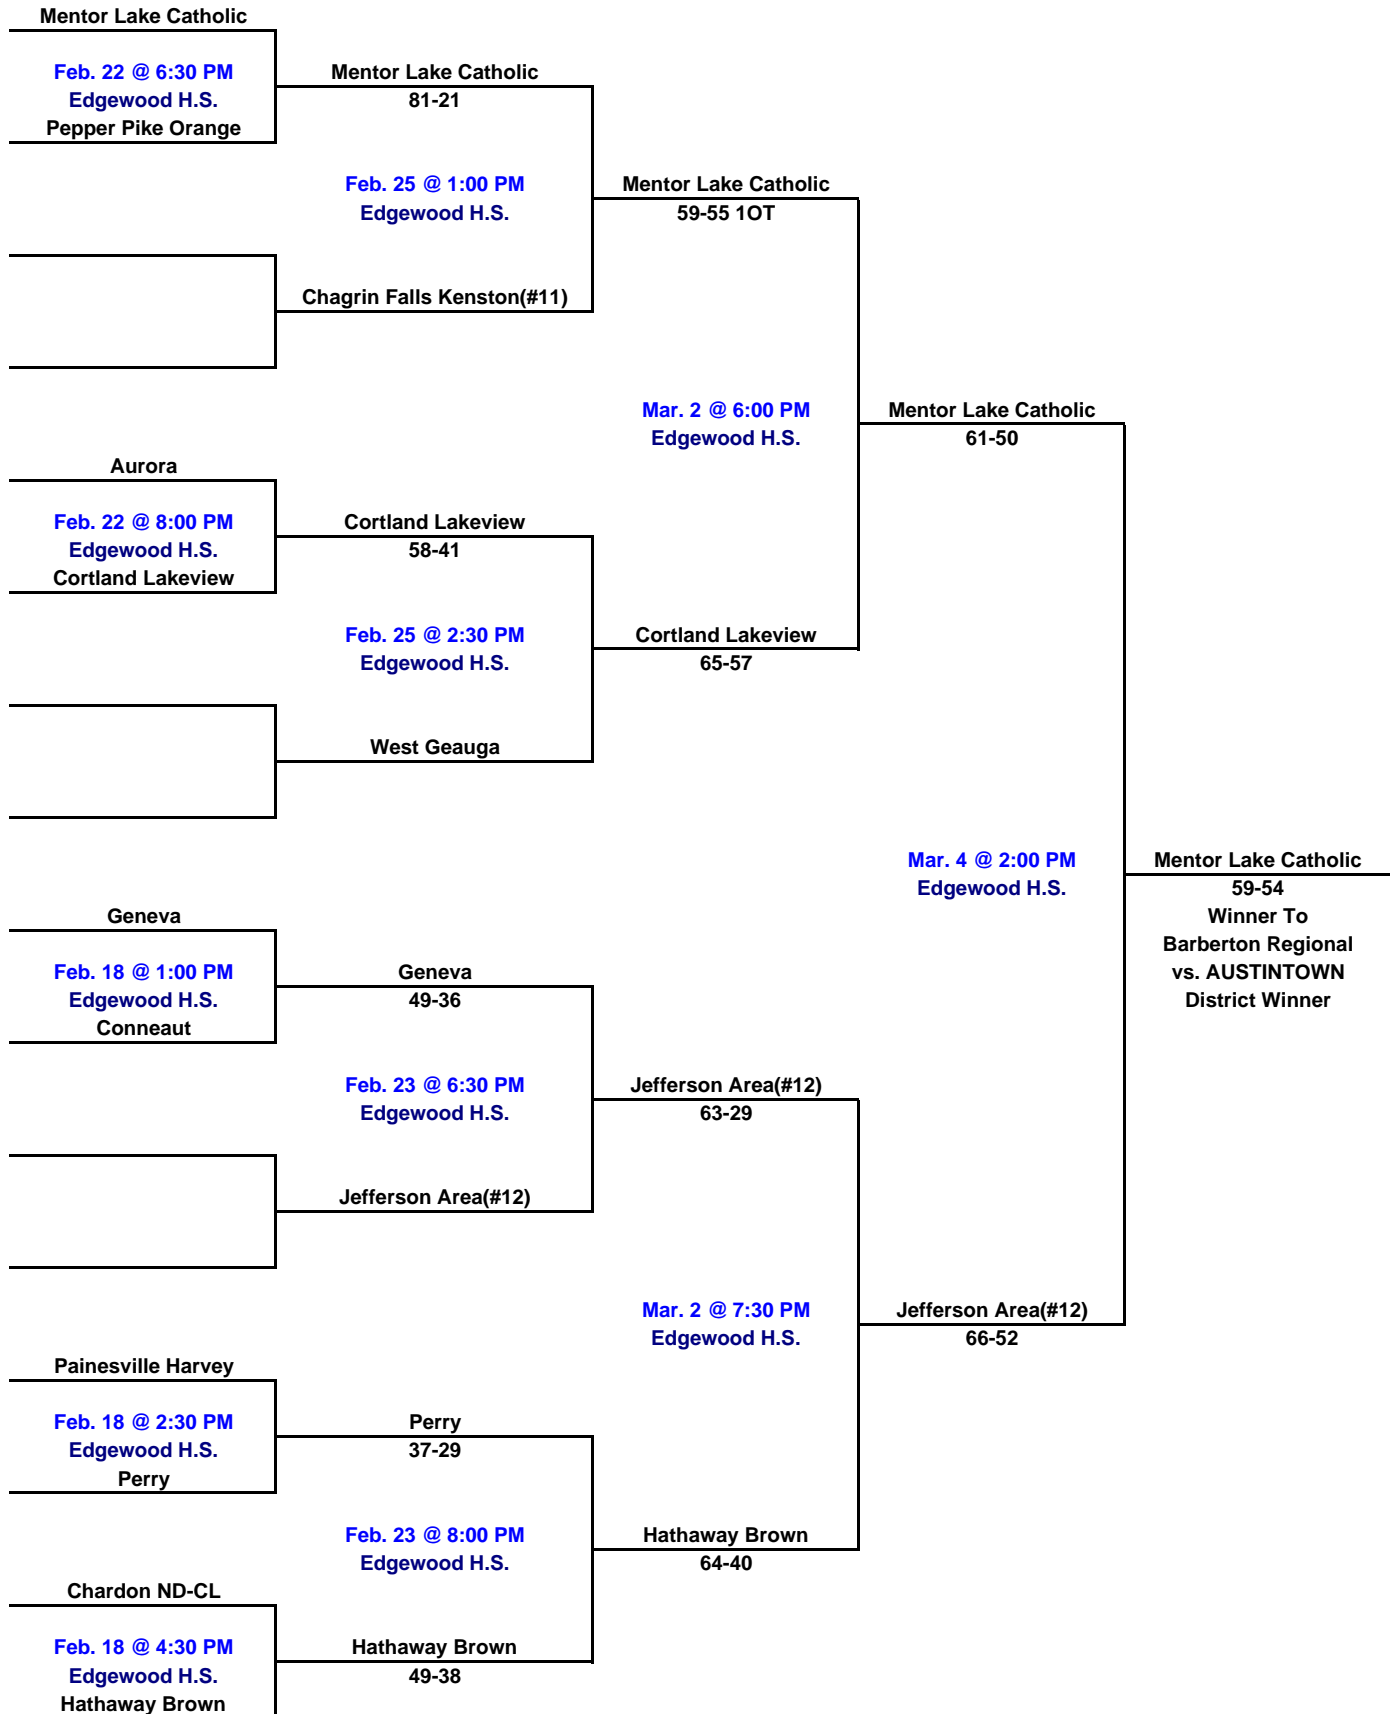 Mentor Lake Catholic
Feb. 22 @ 6:30 PM
Edgewood H.S.
Pepper Pike Orange
Mentor Lake Catholic
81-21
Feb. 25 @ 1:00 PM
Edgewood H.S.
Chagrin Falls Kenston(#11)
Mentor Lake Catholic
59-55 1OT
Mar. 2 @ 6:00 PM
Edgewood H.S.
Mentor Lake Catholic
61-50
Aurora
Feb. 22 @ 8:00 PM
Edgewood H.S.
Cortland Lakeview
Cortland Lakeview
58-41
Feb. 25 @ 2:30 PM
Edgewood H.S.
West Geauga
Cortland Lakeview
65-57
Mar. 4 @ 2:00 PM
Edgewood H.S.
Mentor Lake Catholic
59-54
Winner To
Barberton Regional
vs. AUSTINTOWN
District Winner
Geneva
Feb. 18 @ 1:00 PM
Edgewood H.S.
Conneaut
Geneva
49-36
Feb. 23 @ 6:30 PM
Edgewood H.S.
Jefferson Area(#12)
Jefferson Area(#12)
63-29
Mar. 2 @ 7:30 PM
Edgewood H.S.
Jefferson Area(#12)
66-52
Painesville Harvey
Feb. 18 @ 2:30 PM
Edgewood H.S.
Perry
Perry
37-29
Feb. 23 @ 8:00 PM
Edgewood H.S.
Hathaway Brown
64-40
Chardon ND-CL
Feb. 18 @ 4:30 PM
Edgewood H.S.
Hathaway Brown
Hathaway Brown
49-38